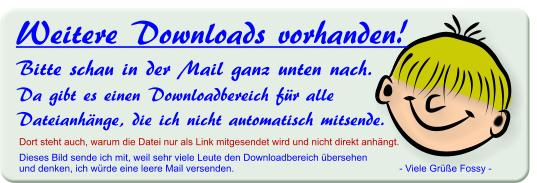 Weitere Downloads vorhanden!
Bitte schau in der Mail ganz unten nach.
Da gibt es einen Downloadbereich für alle
Dateianhänge, die ich nicht automatisch mitsende.
Dort steht auch, warum die Datei nur als Link mitgesendet wird und nicht direkt anhängt.
Dieses Bild sende ich mit, weil sehr viele Leute den Downloadbereich übersehen
und denken, ich würde eine leere Mail versenden.
- Viele Grüße Fossy -